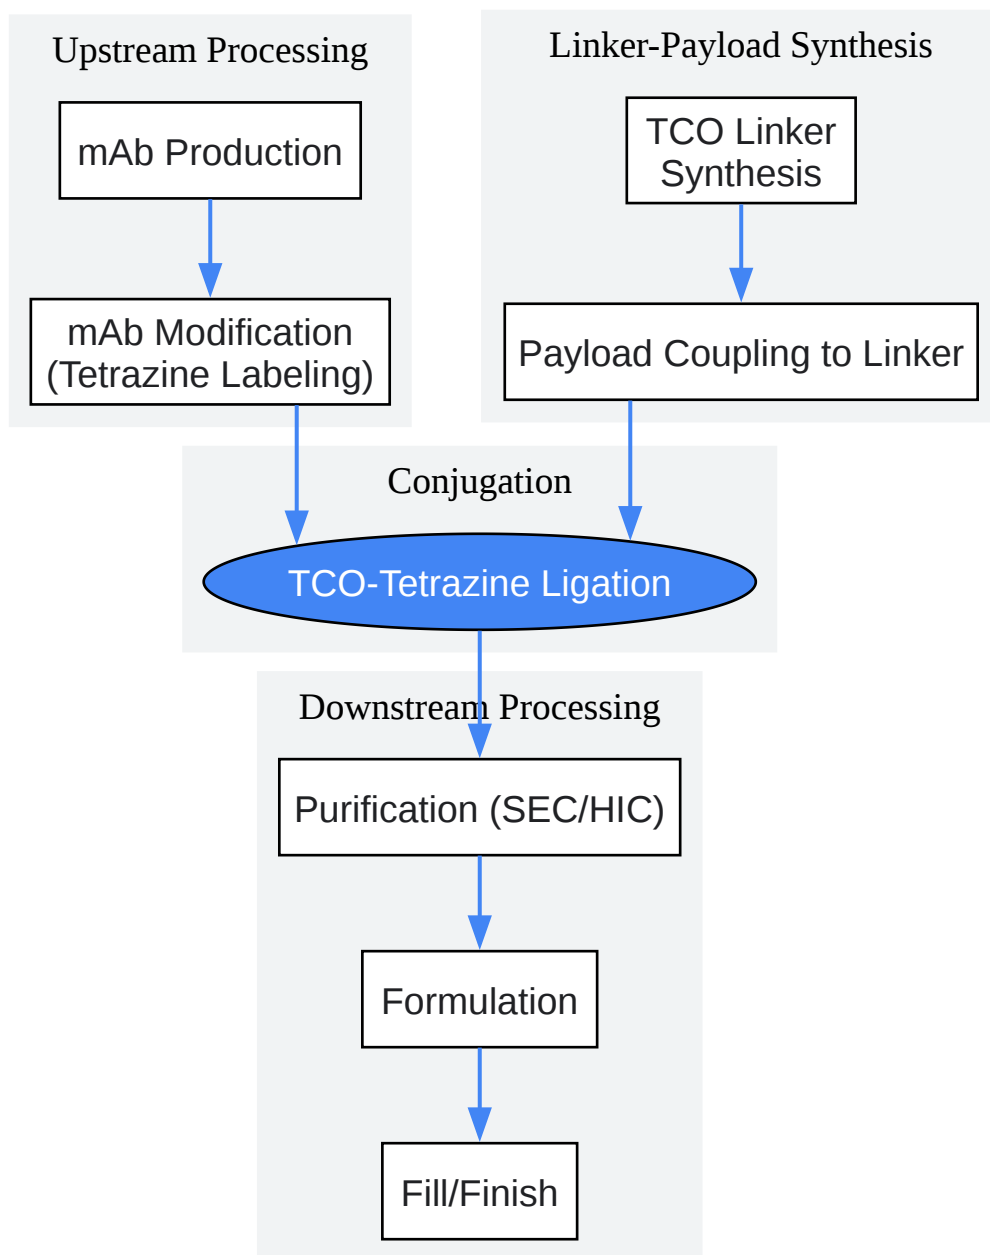 Upstream Processing
mAb Production
mAb Modification
(Tetrazine Labeling)
Linker-Payload Synthesis
TCO Linker
Synthesis
Payload Coupling to Linker
Conjugation
TCO-Tetrazine Ligation
Downstream Processing
Purification (SEC/HIC)
Formulation
Fill/Finish